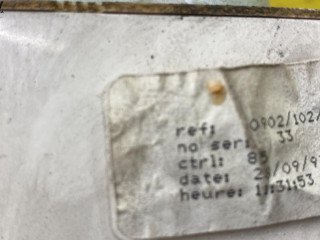 ref: 0902/102/
no ser: 33
ctrl: 85
date: 2 /09/9
heure: 1 :31:53